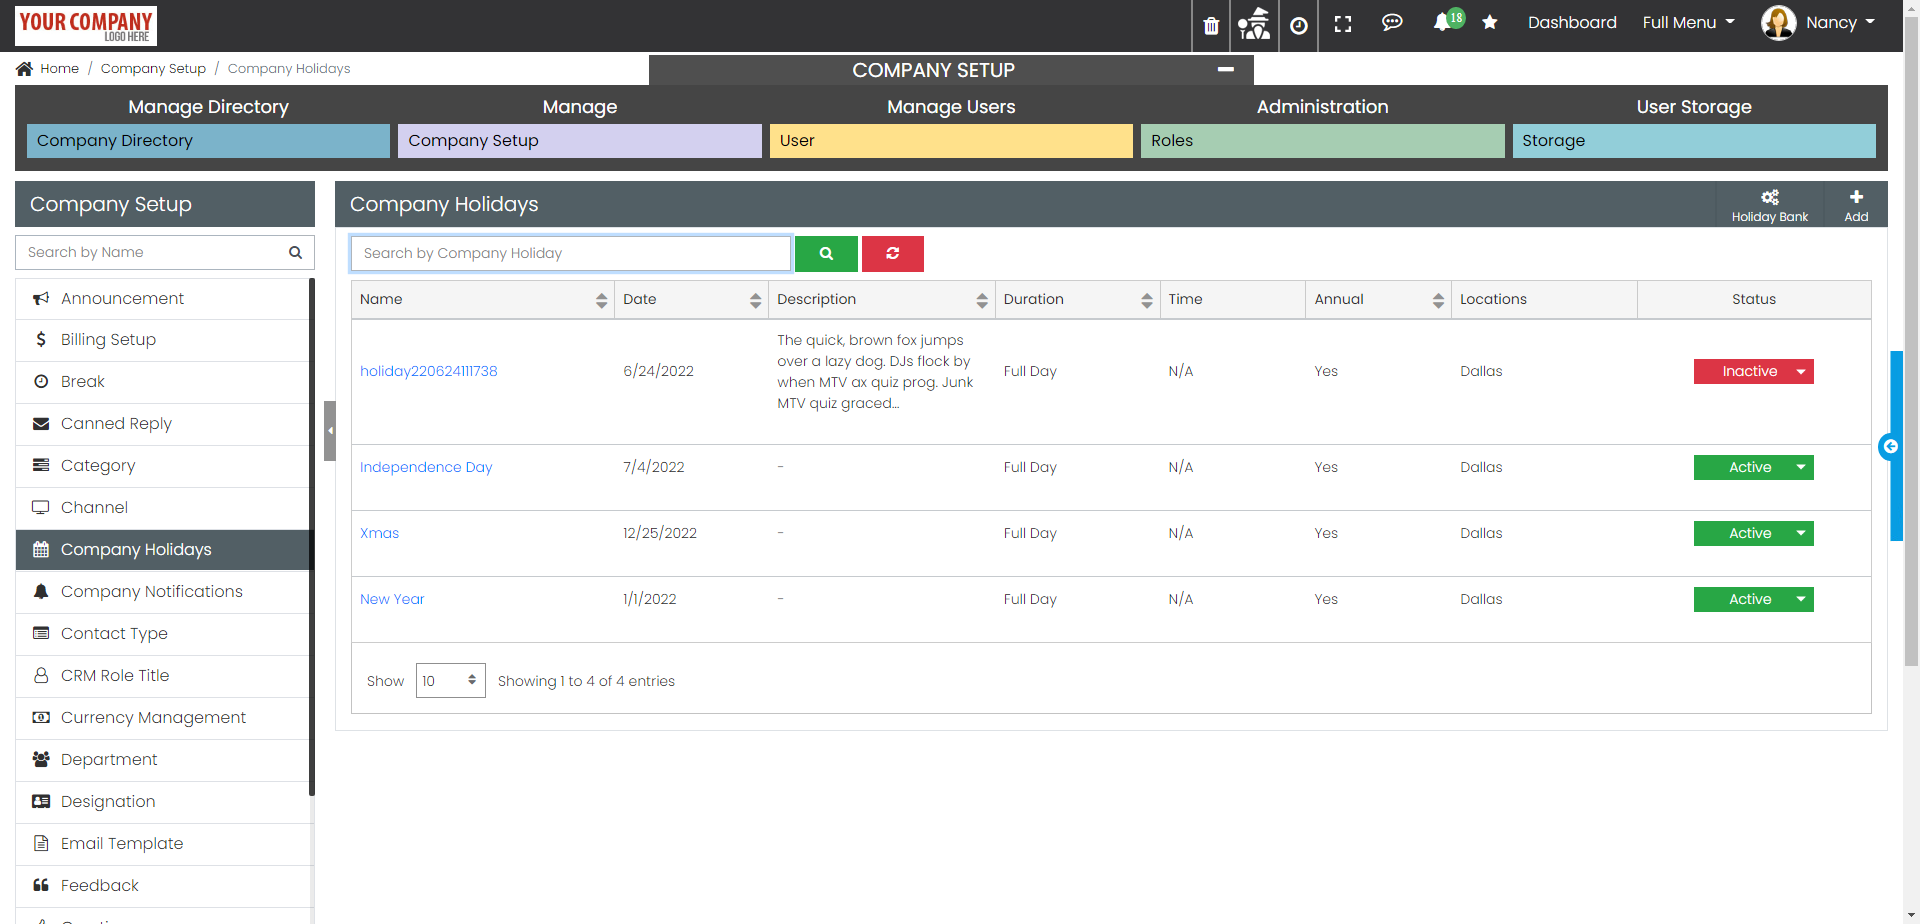 YOUR COMPANY
LOGO HERE
18
Dashboard
Full Menu
Nancy
Home / Company Setup / Company Holidays
COMPANY SETUP
Manage Directory
Manage
Manage Users
Administration
User Storage
Company Directory
Company Setup
User
Roles
Storage
Company Setup
Search by Name
Announcement
Billing Setup
Break
Canned Reply
Category
Channel
Company Holidays
Company Notifications
Contact Type
CRM Role Title
Currency Management
Department
Designation
Email Template
Feedback
Company Holidays
Holiday Bank
Add
Search by Company Holiday
Name Date Description Duration Time Annual Locations Status
holiday220624111738 6/24/2022
The quick, brown fox jumps
over a lazy dog. DJs flock by
when MTV ax quiz prog. Junk
MTV quiz graced...
Full Day N/A Yes Dallas Inactive
Independence Day 7/4/2022 - Full Day N/A Yes Dallas Active
Xmas 12/25/2022 - Full Day N/A Yes Dallas Active
New Year 1/1/2022 - Full Day N/A Yes Dallas Active
Show 10 Showing 1 to 4 of 4 entries